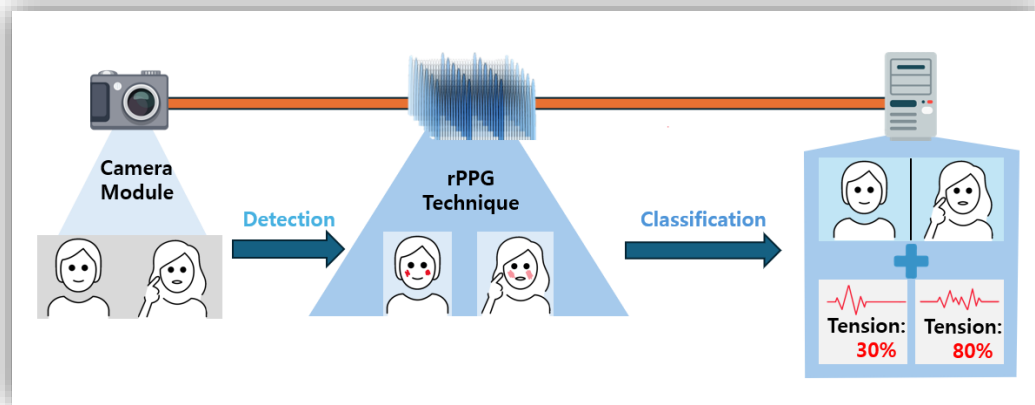 Camera
Module
Detection
rPPG
Technique
Classification
Tension:
30%
Tension:
80%